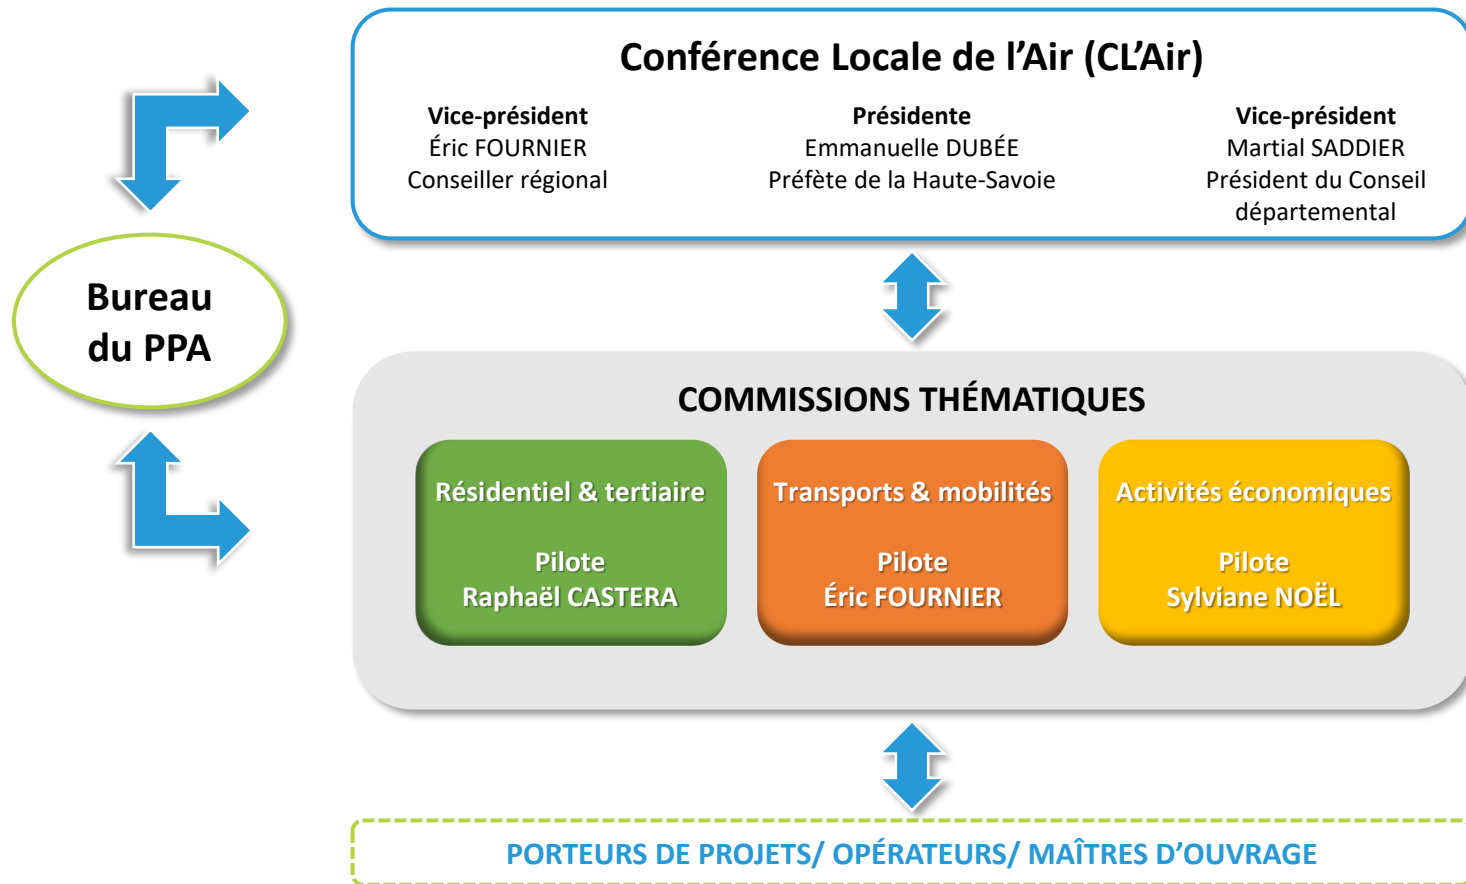 Conférence Locale de l’Air (CL’Air)
Vice-président
Éric FOURNIER
Conseiller régional
Présidente
Emmanuelle DUBÉE
Préfète de la Haute-Savoie
Vice-président
Martial SADDIER
Président du Conseil
départemental
Bureau
du PPA
COMMISSIONS THÉMATIQUES
Résidentiel & tertiaire
Pilote
Raphaël CASTERA
Transports & mobilités
Pilote
Éric FOURNIER
Activités économiques
Pilote
Sylviane NOËL
PORTEURS DE PROJETS/ OPÉRATEURS/ MAÎTRES D’OUVRAGE